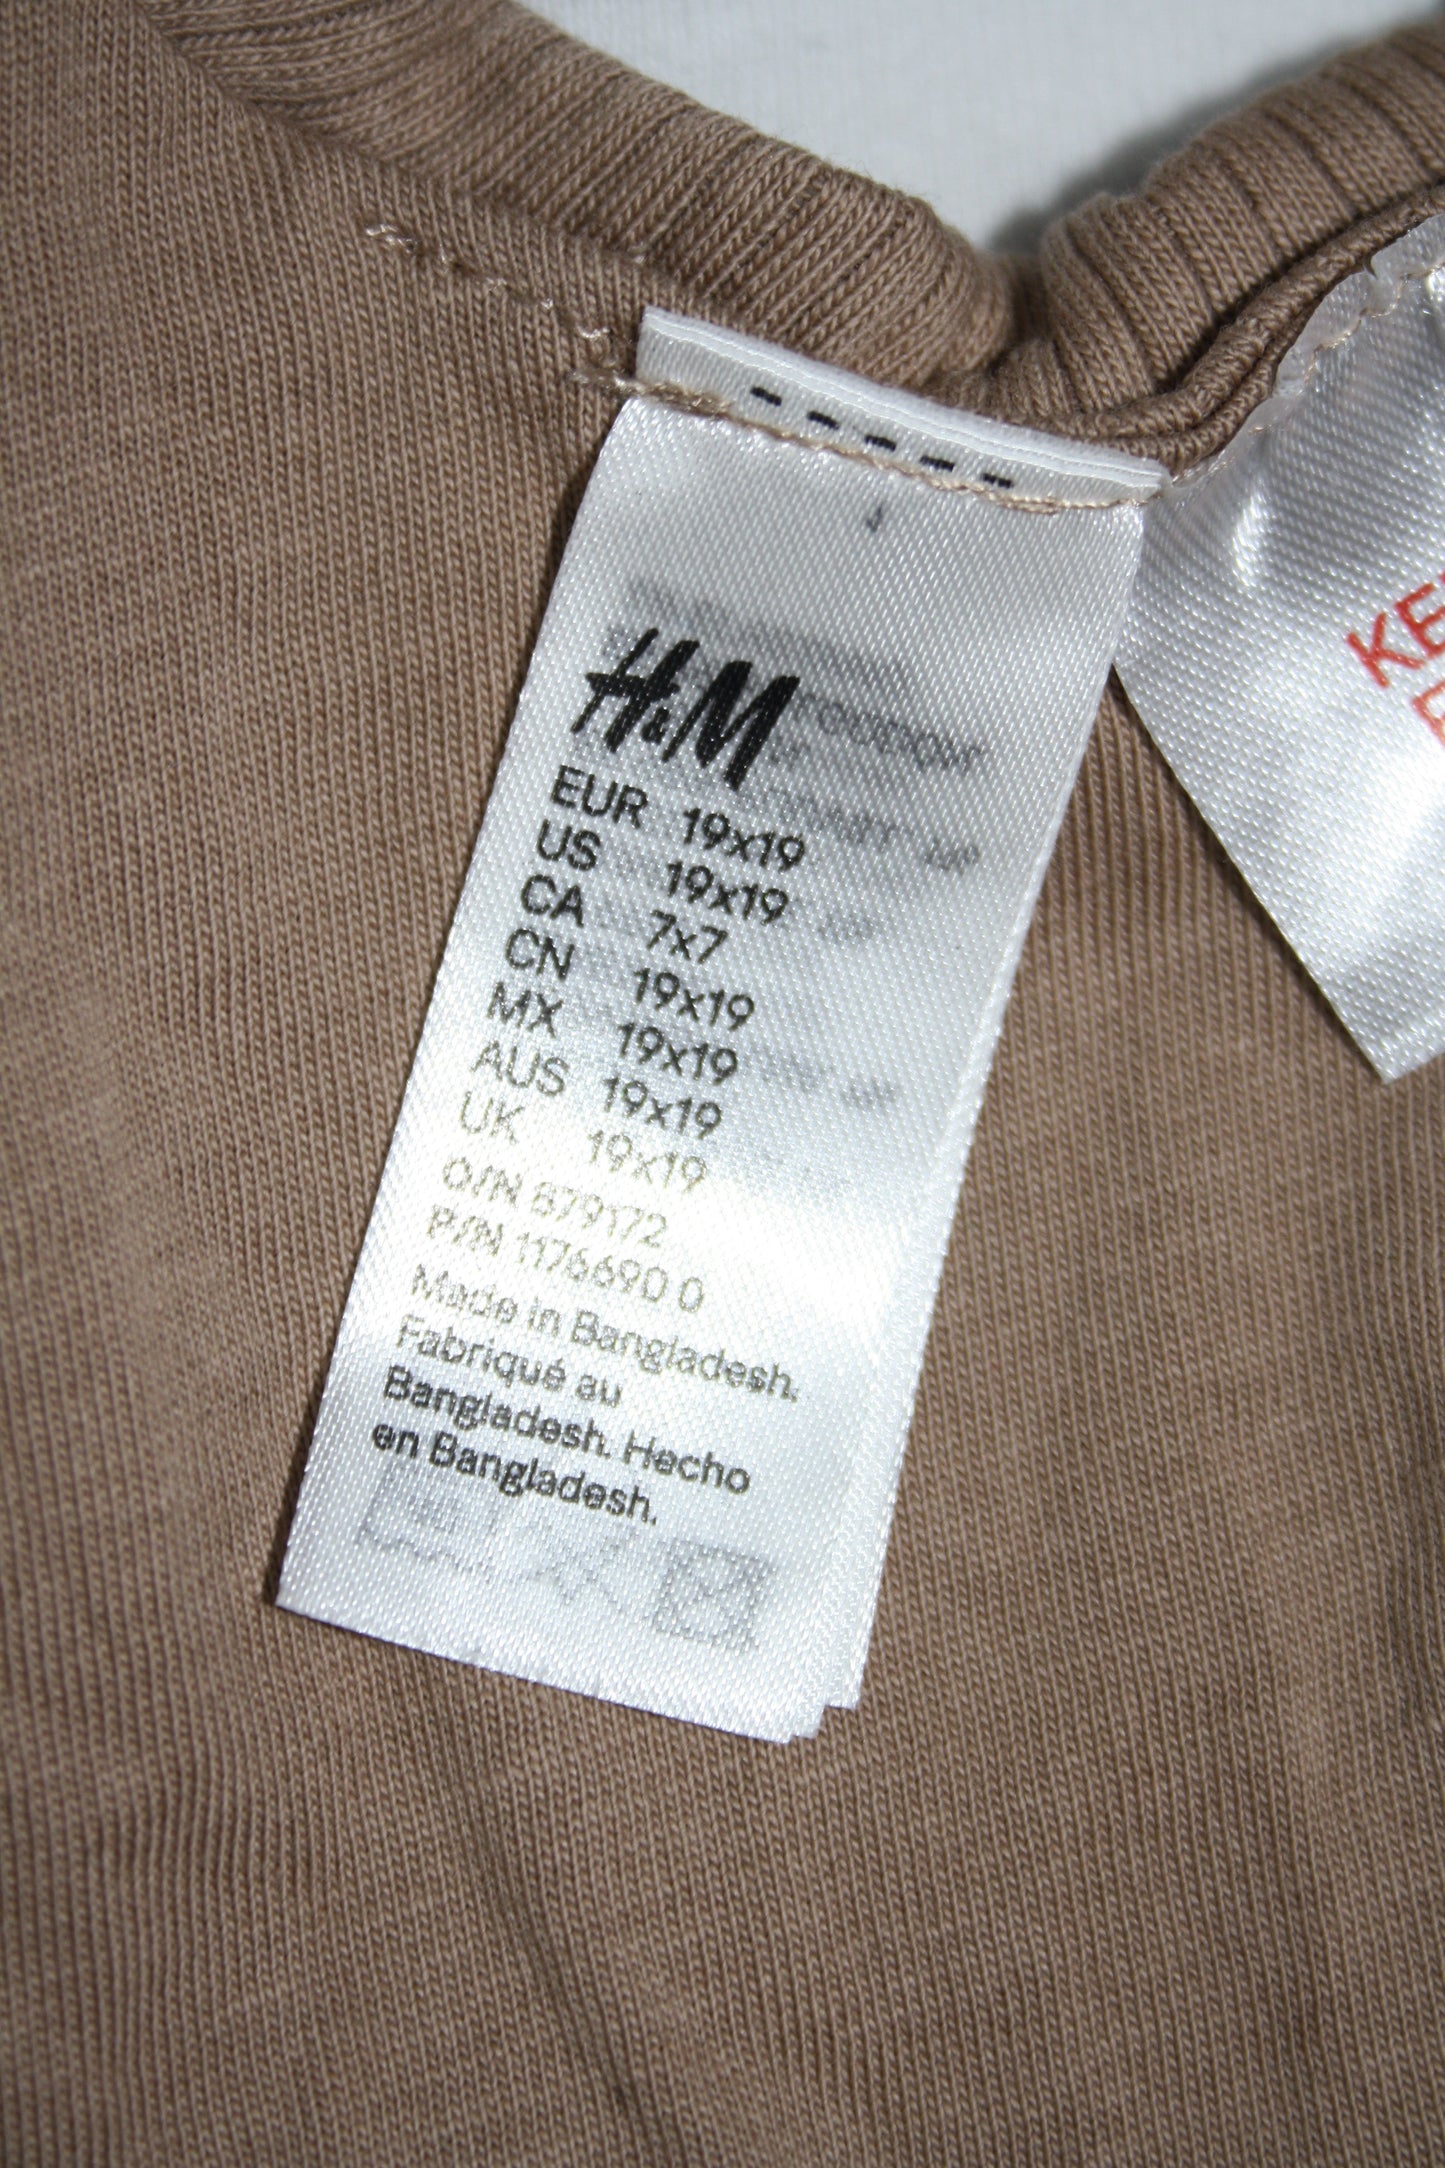 H&M
EUR 19x19
US 19x19
CA 7x7
CN 19x19
MX 19x19
AUS 19x19
UK 19x19
O/N 879172
P/N 1176690 0
Made in Bangladesh.
Fabriqué au
Bangladesh. Hecho
en Bangladesh.